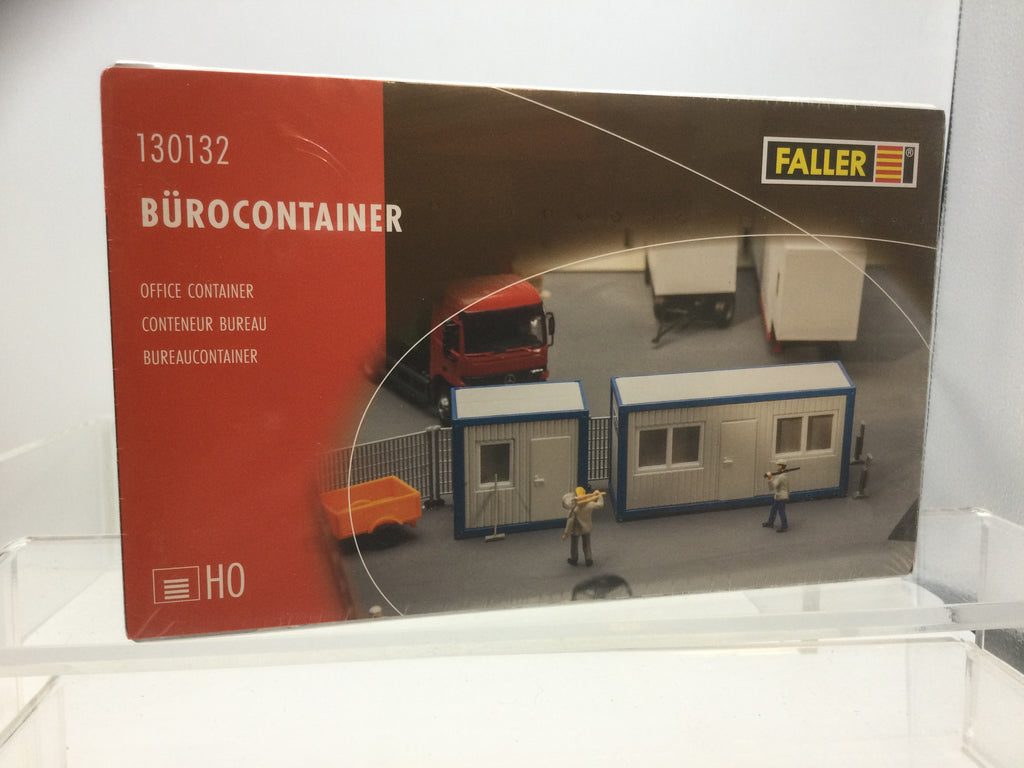 130132
BÜROCONTAINER
OFFICE CONTAINER
CONTENEUR BUREAU
BUREAUCONTAINER
HO
FALLER®